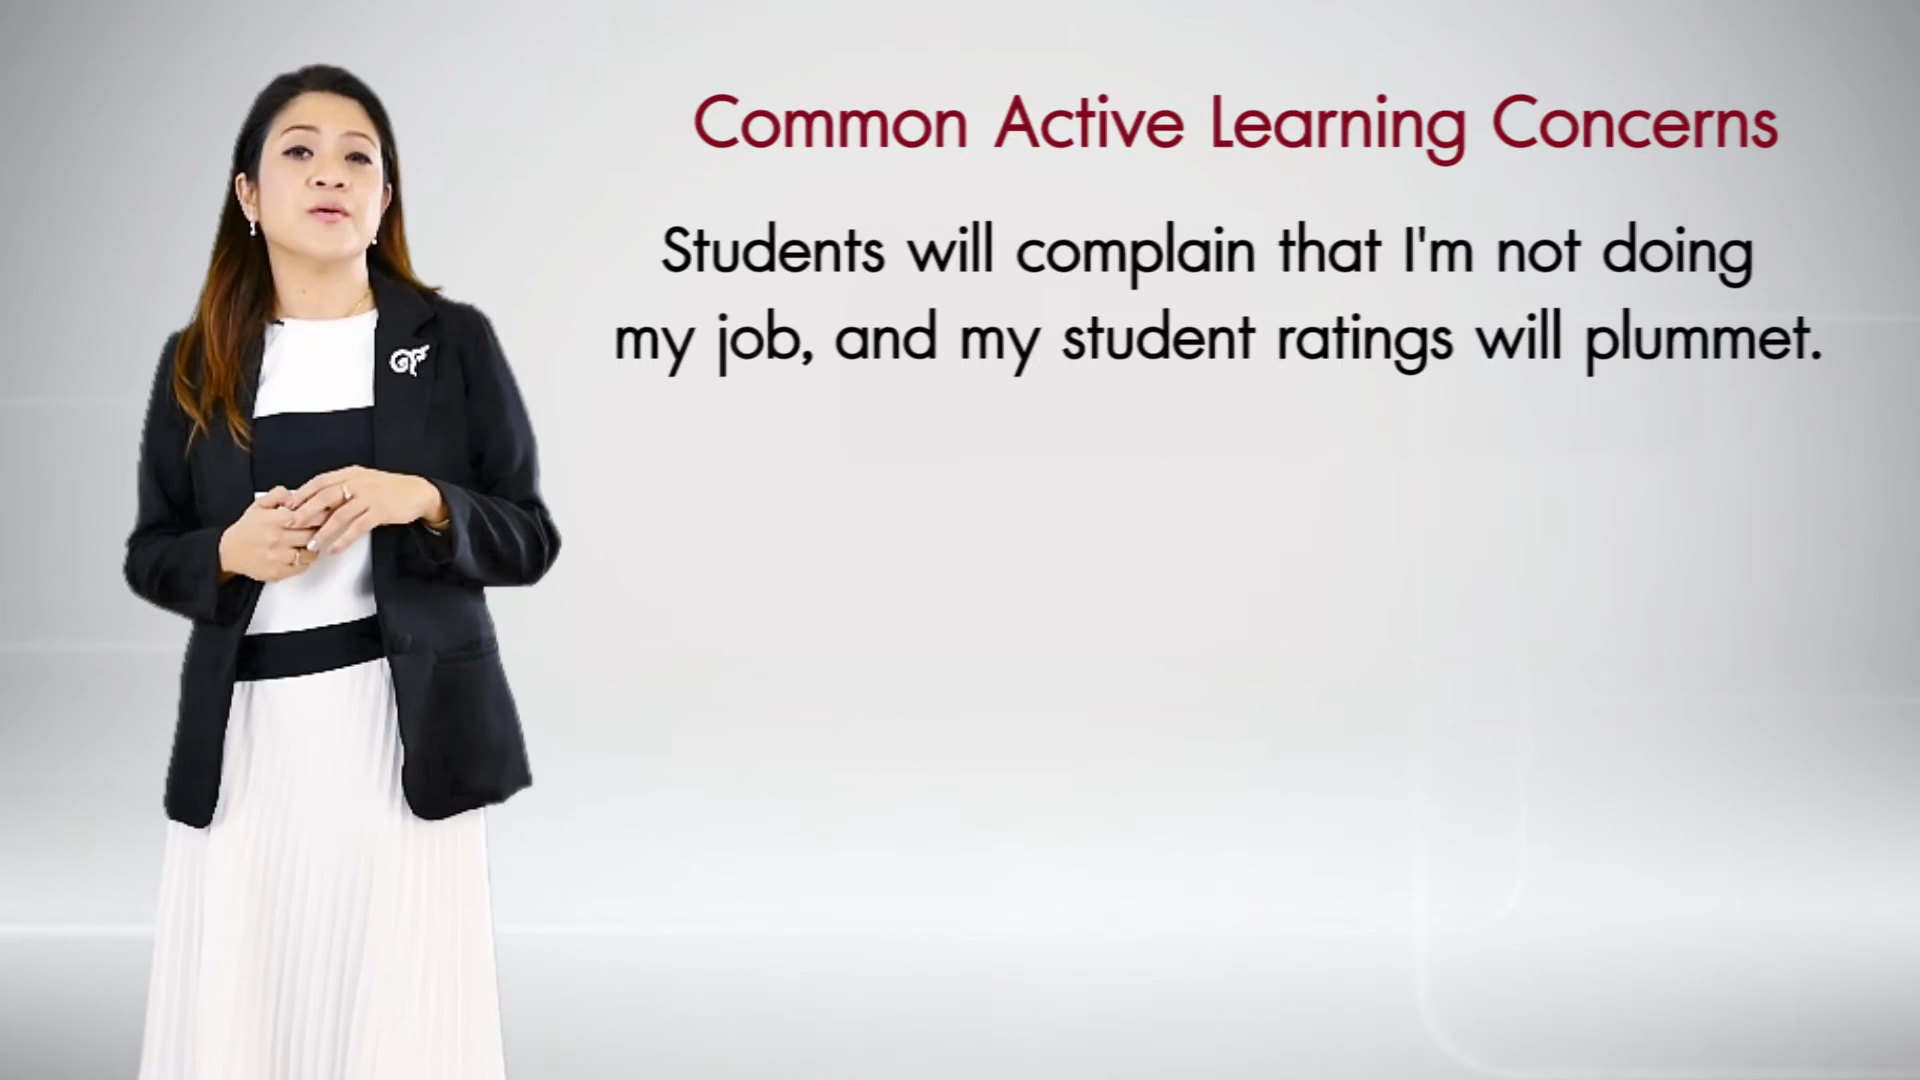 Common Active Learning Concerns
Students will complain that I'm not doing
my job, and my student ratings will plummet.